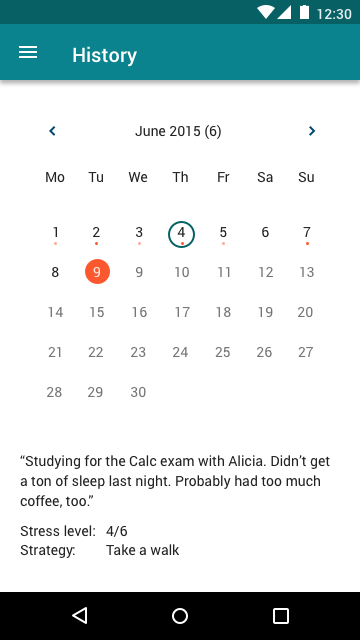 12:30
History
June 2015 (6)
Mo Tu We Th Fr Sa Su
1 2 3 4 5 6 7
8 9 9 10 11 12 13
14 15 16 17 18 19 20
21 22 23 24 25 26 27
28 29 30
“Studying for the Calc exam with Alicia. Didn’t get
a ton of sleep last night. Probably had too much
coffee, too.”
Stress level: 4/6
Strategy: Take a walk